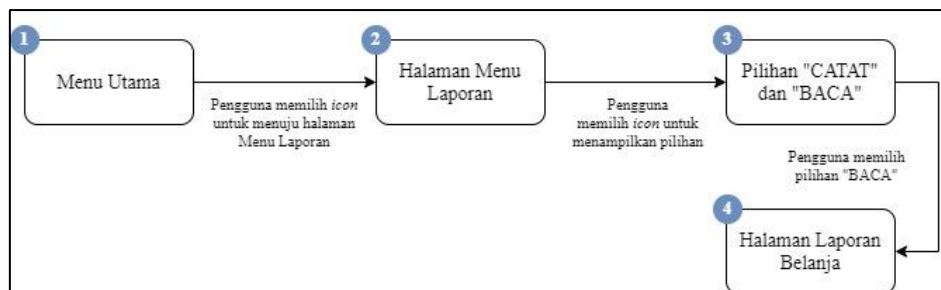 1
Menu Utama
Pengguna memilih icon
untuk menuju halaman
Menu Laporan
2
Halaman Menu
Laporan
Pengguna
memilih icon untuk
menampilkan pilihan
3
Pilihan "CATAT"
dan "BACA"
Pengguna memilih
pilihan "BACA"
4
Halaman Laporan
Belanja